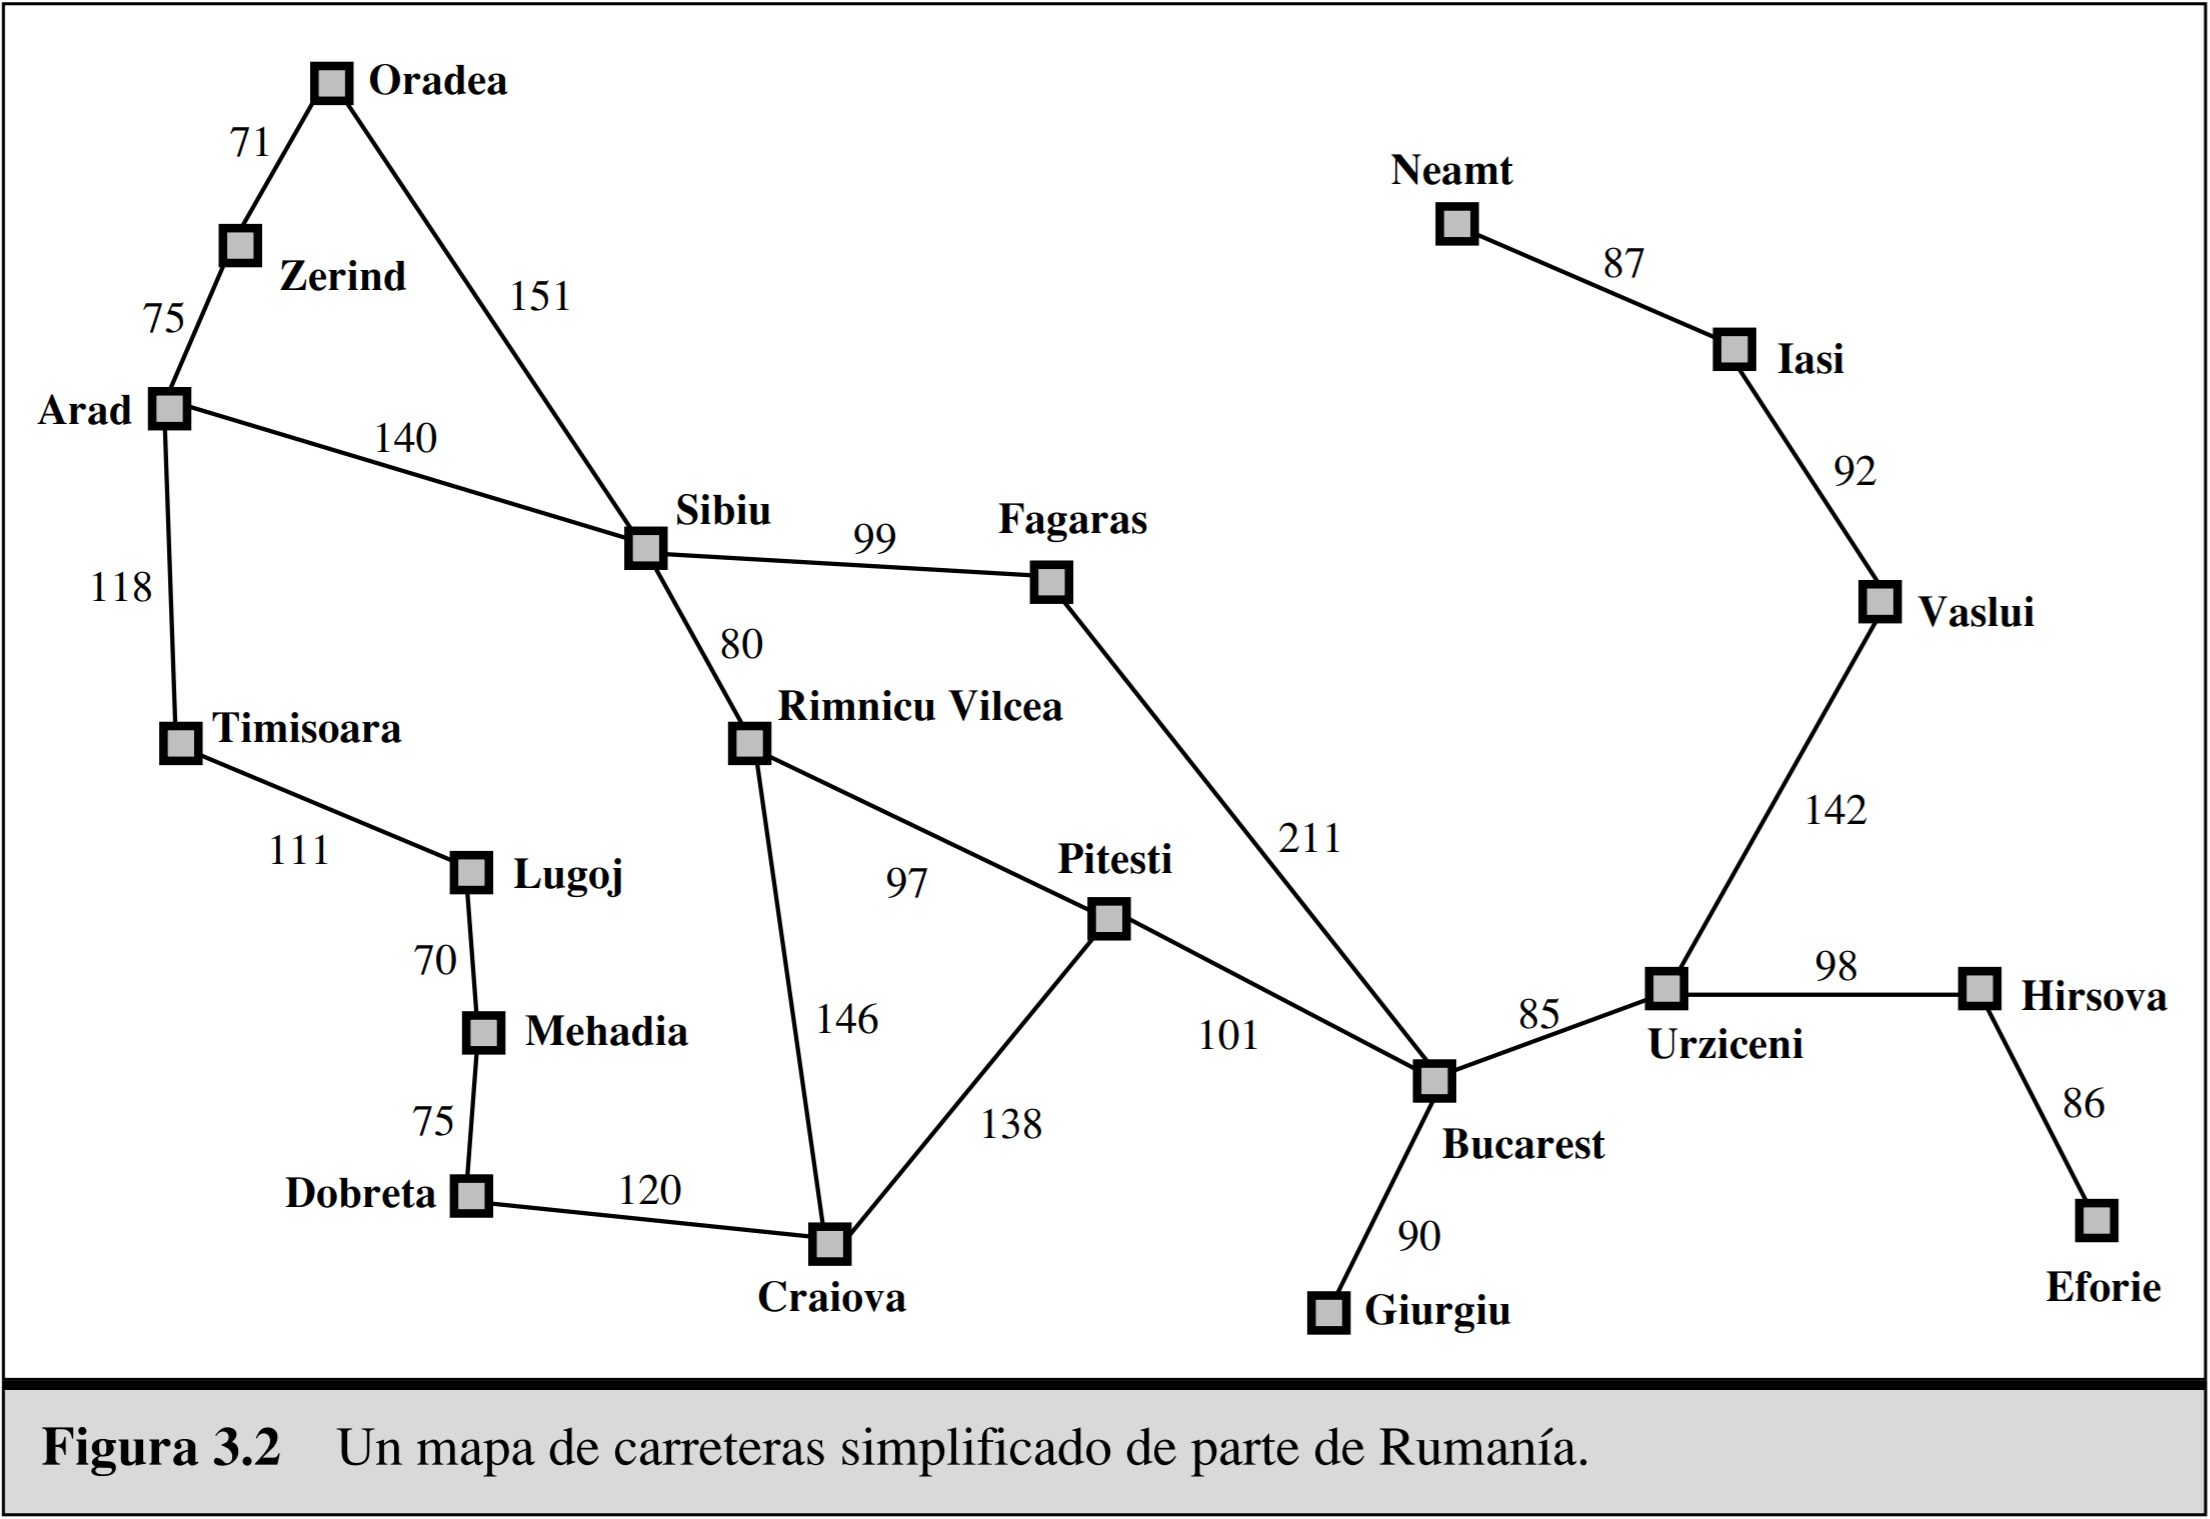 Oradea
71
Neamt
87
Zerind
151
75
Iasi
Arad
140
92
Sibiu
Fagaras
99
118
Vaslui
80
Rimnicu Vilcea
Timisoara
142
211
111
Pitesti
Lugoj
97
70
98
Hirsova
146
85
101
Urziceni
Mehadia
86
75
138
Bucarest
Dobreta
120
90
Eforie
Craiova
Giurgiu
Figura 3.2 Un mapa de carreteras simplificado de parte de Rumanía.